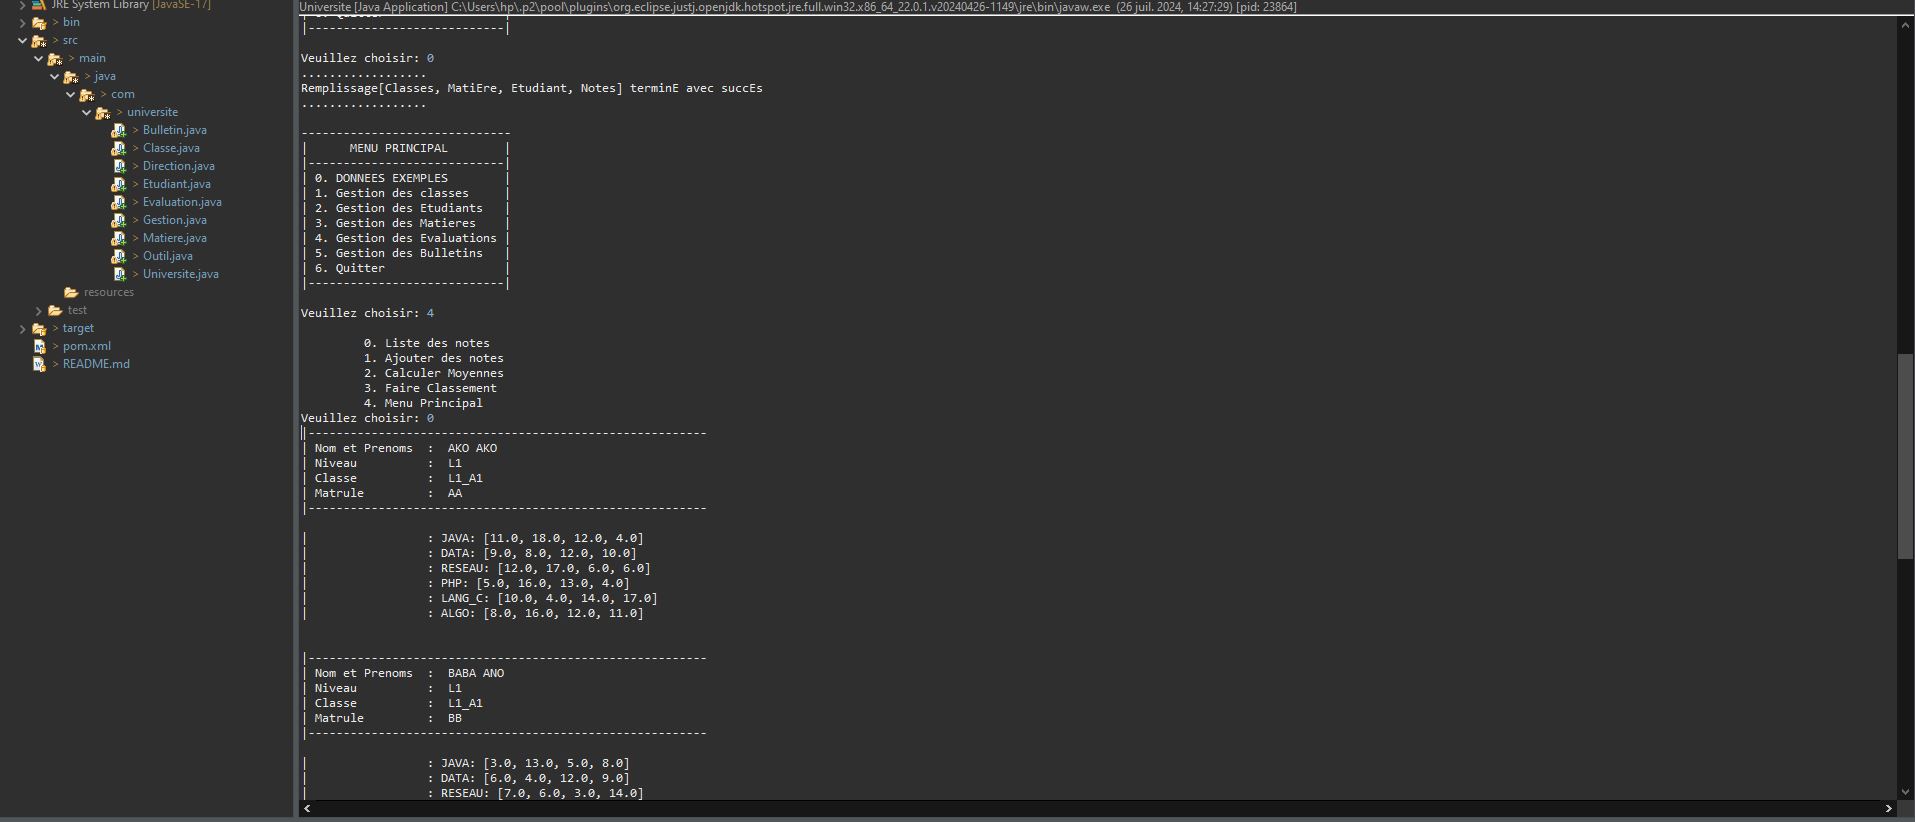 JRE System Library [JavaSE-17]
> bin
> src
> main
> java
> com
> universite
> Bulletin.java
> Classe.java
> Direction.java
> Etudiant.java
> Evaluation.java
> Gestion.java
> Matiere.java
> Outil.java
> Universite.java
resources
test
> target
> pom.xml
> README.md
Universite [Java Application] C:\Users\hp\.p2\pool\plugins\org.eclipse.justj.openjdk.hotspot.jre.full.win32.x86_64_22.0.1.v20240426-1149\jre\bin\javaw.exe (26 juil. 2024, 14:27:29) [pid: 23864]
|----------------------------|
Veuillez choisir: 0
..................
Remplissage[Classes, MatiEre, Etudiant, Notes] terminE avec succEs
..................
------------------------------
|      MENU PRINCIPAL        |
|----------------------------|
| 0. DONNEES EXEMPLES        |
| 1. Gestion des classes     |
| 2. Gestion des Etudiants   |
| 3. Gestion des Matieres    |
| 4. Gestion des Evaluations |
| 5. Gestion des Bulletins   |
| 6. Quitter                 |
|----------------------------|
Veuillez choisir: 4
0. Liste des notes
1. Ajouter des notes
2. Calculer Moyennes
3. Faire Classement
4. Menu Principal
Veuillez choisir: 0
|---------------------------------------------------------
| Nom et Prenoms  :  AKO AKO
| Niveau          :  L1
| Classe          :  L1_A1
| Matrule         :  AA
|---------------------------------------------------------
|                 : JAVA: [11.0, 18.0, 12.0, 4.0]
|                 : DATA: [9.0, 8.0, 12.0, 10.0]
|                 : RESEAU: [12.0, 17.0, 6.0, 6.0]
|                 : PHP: [5.0, 16.0, 13.0, 4.0]
|                 : LANG_C: [10.0, 4.0, 14.0, 17.0]
|                 : ALGO: [8.0, 16.0, 12.0, 11.0]
|---------------------------------------------------------
| Nom et Prenoms  :  BABA ANO
| Niveau          :  L1
| Classe          :  L1_A1
| Matrule         :  BB
|---------------------------------------------------------
|                 : JAVA: [3.0, 13.0, 5.0, 8.0]
|                 : DATA: [6.0, 4.0, 12.0, 9.0]
|                 : RESEAU: [7.0, 6.0, 3.0, 14.0]